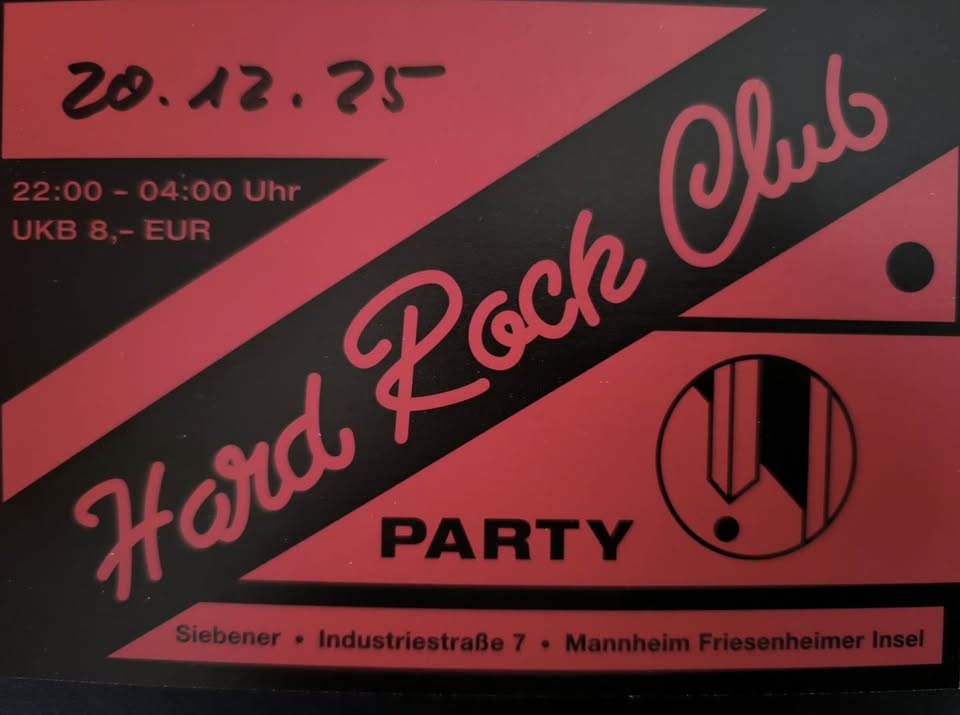 20.12.25
22:00 – 04:00 Uhr
UKB 8,– EUR
Hard Rock Club
PARTY
Siebener • Industriestraße 7 • Mannheim Friesenheimer Insel